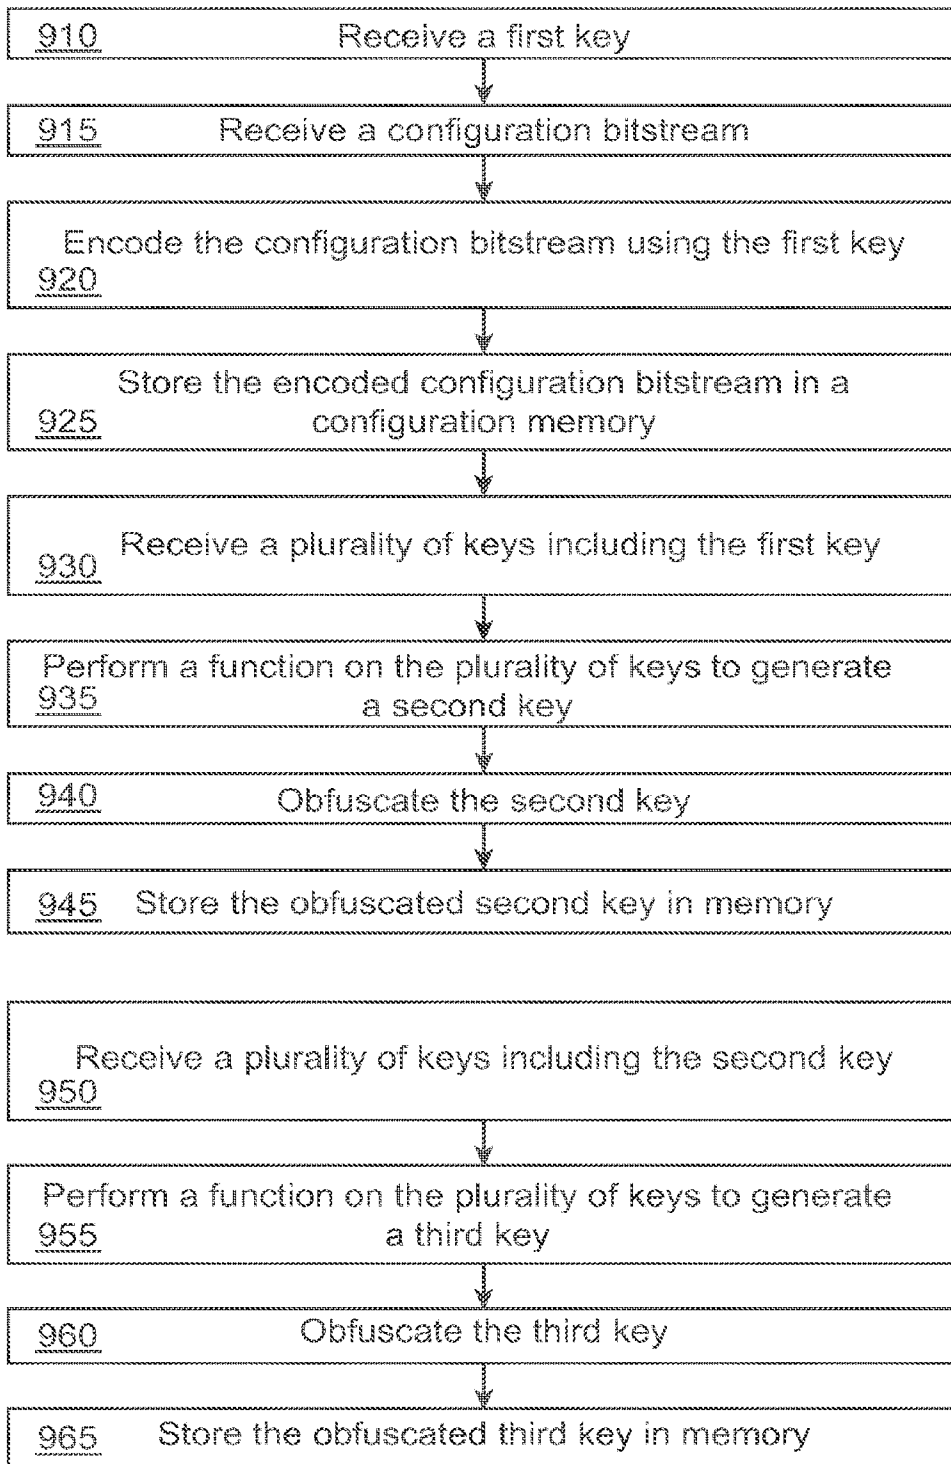 910 Receive a first key
915 Receive a configuration bitstream
Encode the configuration bitstream using the first key
920
Store the encoded configuration bitstream in a
925 configuration memory
Receive a plurality of keys including the first key
930
Perform a function on the plurality of keys to generate
935 a second key
940 Obfuscate the second key
945 Store the obfuscated second key in memory
Receive a plurality of keys including the second key
950
Perform a function on the plurality of keys to generate
955 a third key
960 Obfuscate the third key
965 Store the obfuscated third key in memory